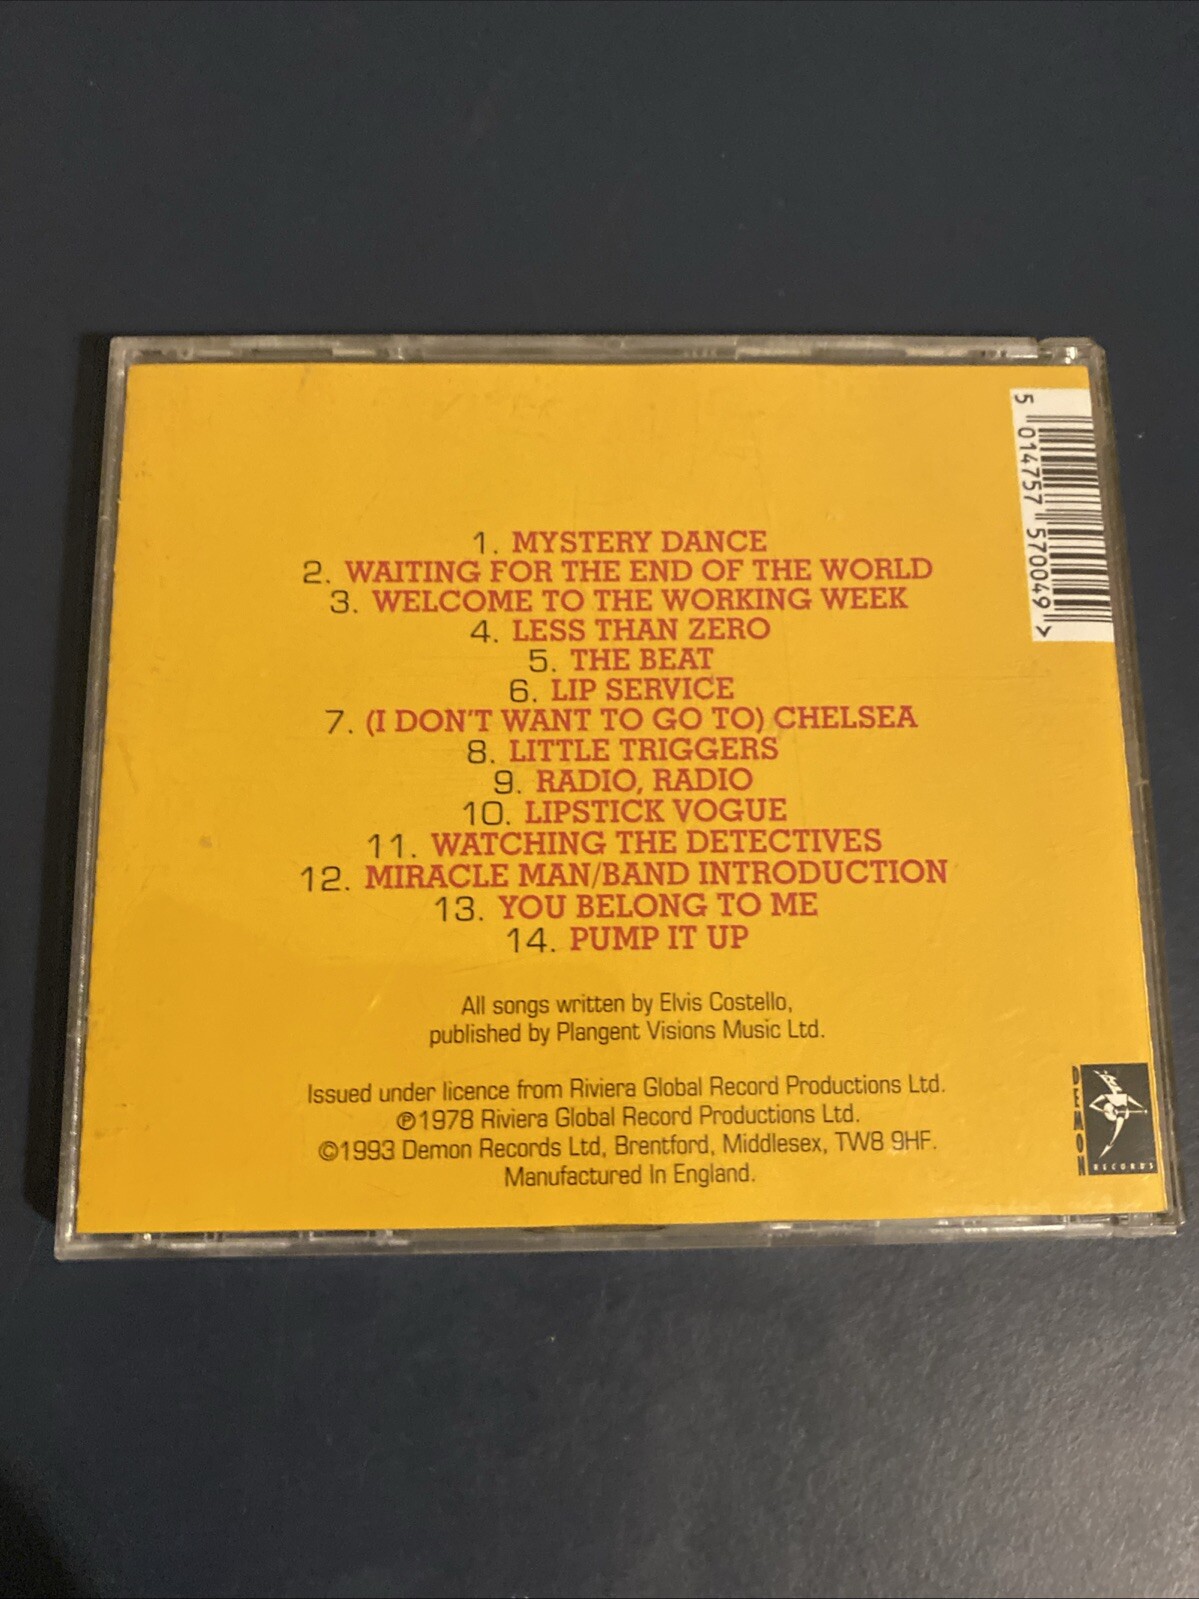 1. MYSTERY DANCE
2. WAITING FOR THE END OF THE WORLD
3. WELCOME TO THE WORKING WEEK
4. LESS THAN ZERO
5. THE BEAT
6. LIP SERVICE
7. (I DON'T WANT TO GO TO) CHELSEA
8. LITTLE TRIGGERS
9. RADIO, RADIO
10. LIPSTICK VOGUE
11. WATCHING THE DETECTIVES
12. MIRACLE MAN/BAND INTRODUCTION
13. YOU BELONG TO ME
14. PUMP IT UP
All songs written by Elvis Costello,
published by Plangent Visions Music Ltd.
Issued under licence from Riviera Global Record Productions Ltd.
℗1978 Riviera Global Record Productions Ltd.
©1993 Demon Records Ltd, Brentford, Middlesex, TW8 9HF.
Manufactured In England.
5 014757 570049 >
DEMON
RECORDS